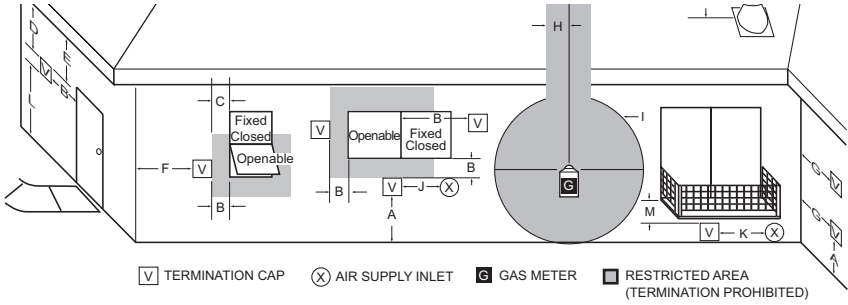 D
E
V
B
L
C
Fixed
Closed
Openable
F
V
B
V
Openable
B
Fixed
Closed
V
B
B
V
J
X
A
H
I
G
M
V
K
X
G
V
G
V
A
V TERMINATION CAP
X AIR SUPPLY INLET
G GAS METER
RESTRICTED AREA
(TERMINATION PROHIBITED)